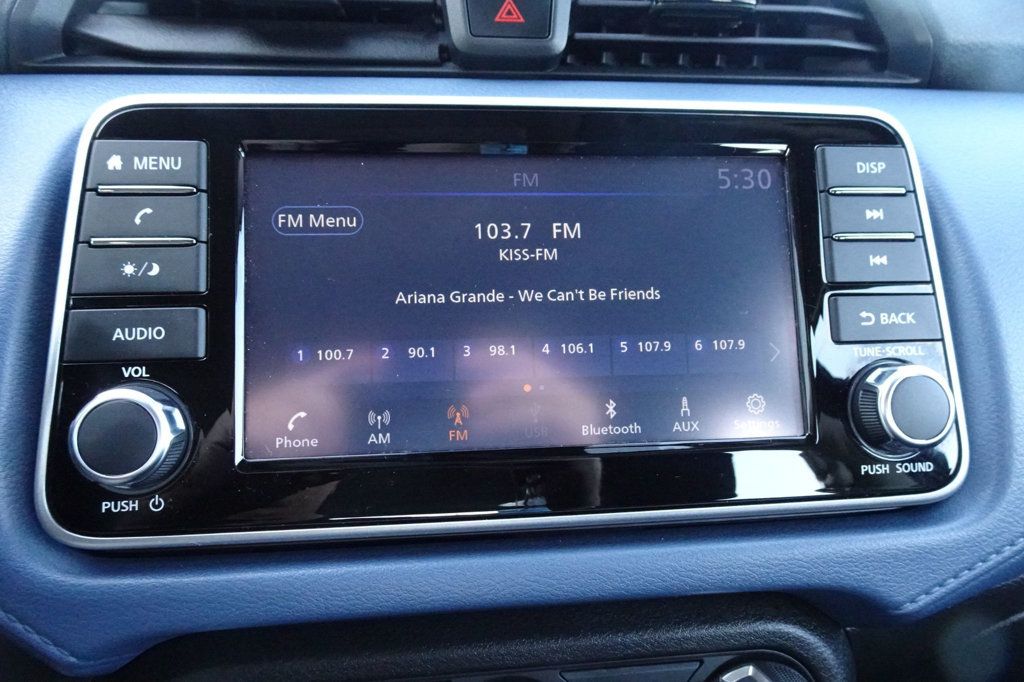 MENU
AUDIO
VOL
PUSH
FM 5:30
FM Menu
103.7 FM
KISS-FM
Ariana Grande - We Can't Be Friends
1 100.7 2 90.1 3 98.1 4 106.1 5 107.9 6 107.9
Phone AM FM USB Bluetooth AUX Settings
DISP
BACK
TUNE·SCROLL
PUSH SOUND